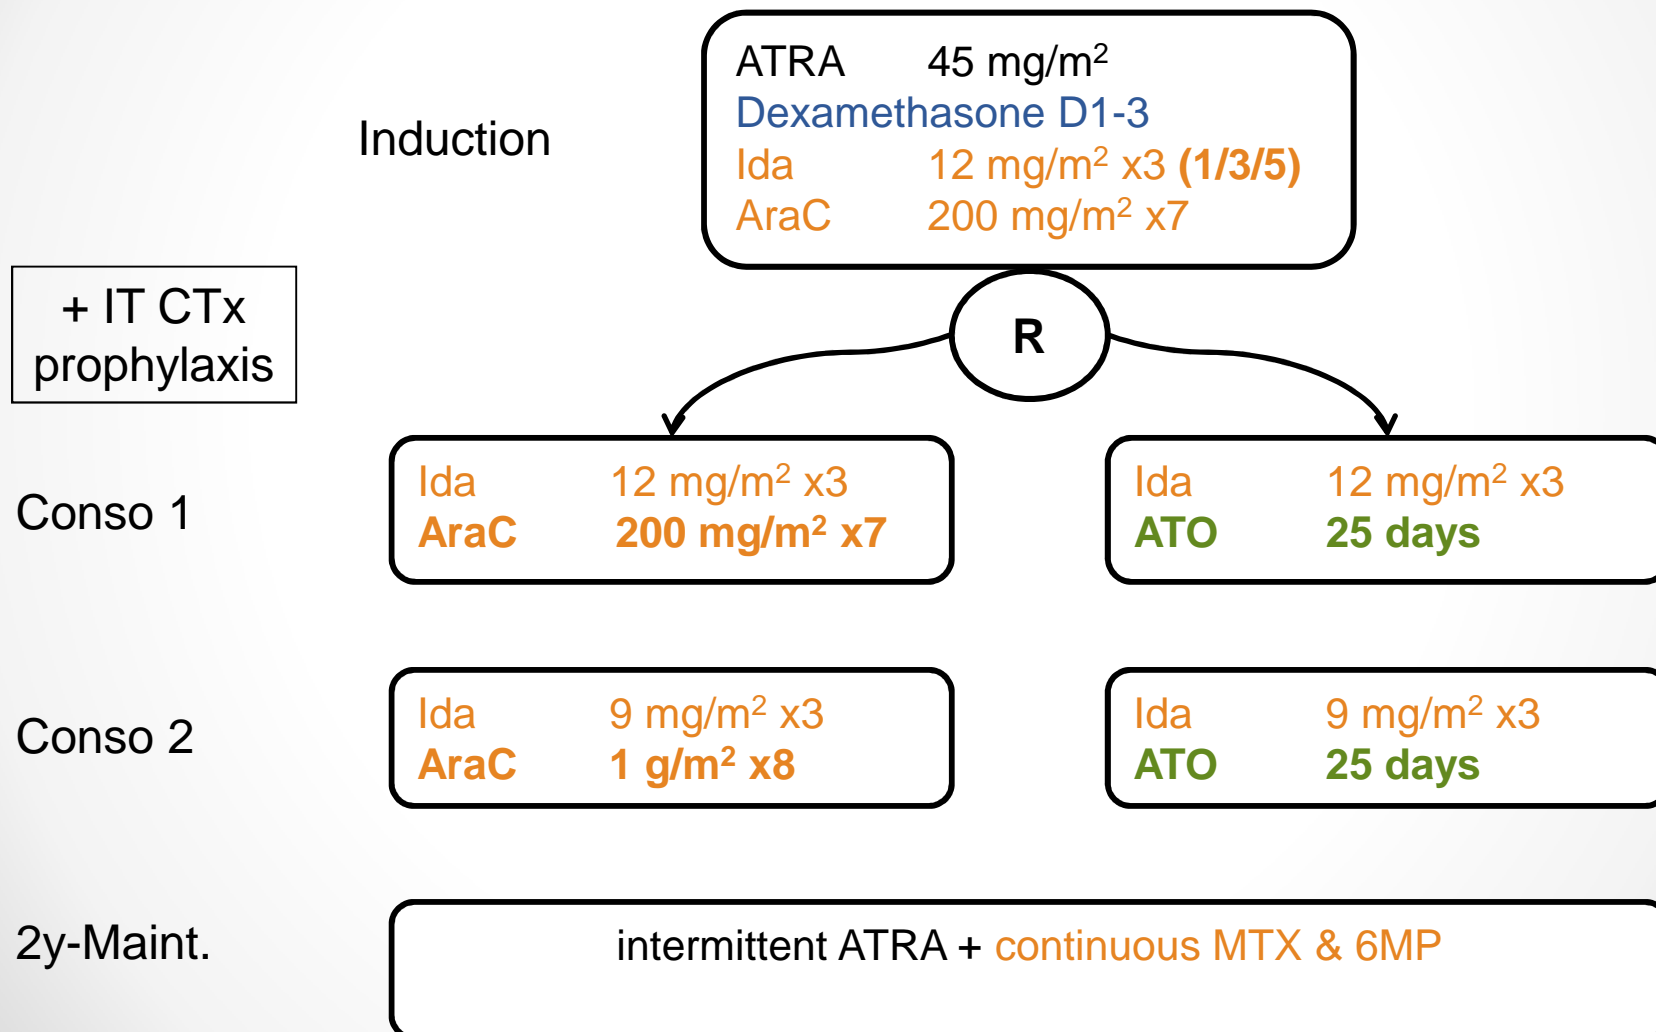 Induction
ATRA 45 mg/m²
Dexamethasone D1-3
Ida 12 mg/m² x3 (1/3/5)
AraC 200 mg/m² x7
+ IT CTx
prophylaxis
R
Conso 1
Ida 12 mg/m² x3
AraC 200 mg/m² x7
Ida 12 mg/m² x3
ATO 25 days
Conso 2
Ida 9 mg/m² x3
AraC 1 g/m² x8
Ida 9 mg/m² x3
ATO 25 days
2y-Maint.
intermittent ATRA + continuous MTX & 6MP